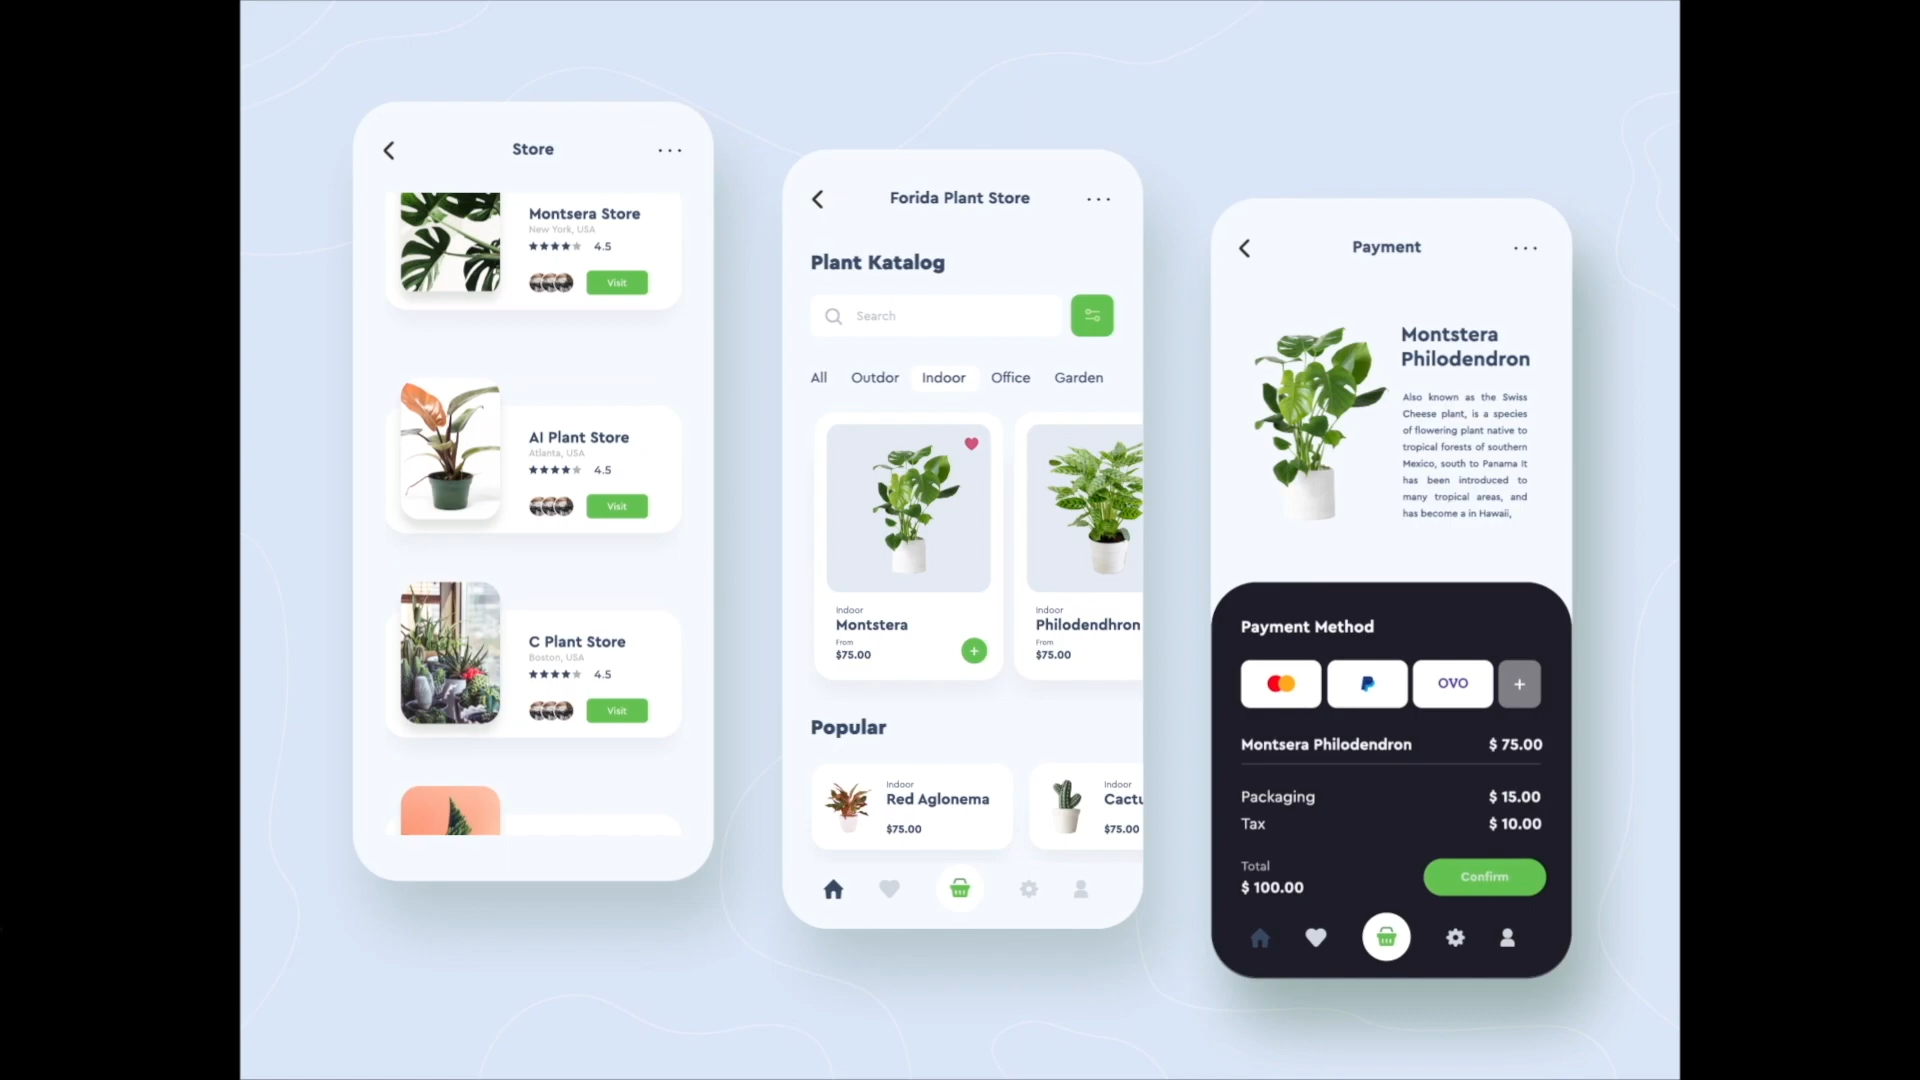 Store
Montsera Store
New York, USA
4.5
Visit
AI Plant Store
Atlanta, USA
4.5
Visit
C Plant Store
Boston, USA
4.5
Visit
Forida Plant Store
Plant Katalog
Search
All Outdor Indoor Office Garden
Indoor
Montstera
From
$75.00
Indoor
Philodendhron
From
$75.00
Popular
Indoor
Red Aglonema
$75.00
Indoor
Cactu
$75.00
Payment
Montstera
Philodendron
Also known as the Swiss
Cheese plant, is a species
of flowering plant native to
tropical forests of southern
Mexico, south to Panama It
has been introduced to
many tropical areas, and
has become a in Hawaii,
Payment Method
OVO
Montsera Philodendron $ 75.00
Packaging $ 15.00
Tax $ 10.00
Total
$ 100.00
Confirm